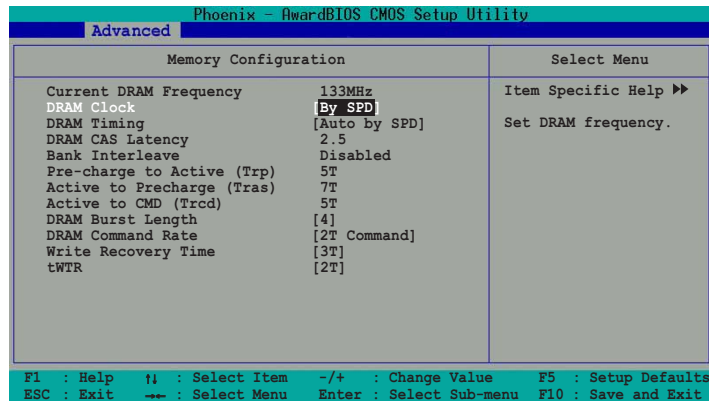 Phoenix – AwardBIOS CMOS Setup Utility
Advanced
Memory Configuration
Select Menu
Current DRAM Frequency 133MHz
Item Specific Help ▶▶
DRAM Clock [By SPD]
DRAM Timing [Auto by SPD]
Set DRAM frequency.
DRAM CAS Latency 2.5
Bank Interleave Disabled
Pre-charge to Active (Trp) 5T
Active to Precharge (Tras) 7T
Active to CMD (Trcd) 5T
DRAM Burst Length [4]
DRAM Command Rate [2T Command]
Write Recovery Time [3T]
tWTR [2T]
F1 : Help ↑↓ : Select Item -/+ : Change Value F5 : Setup Defaults
ESC : Exit →← : Select Menu Enter : Select Sub-menu F10 : Save and Exit